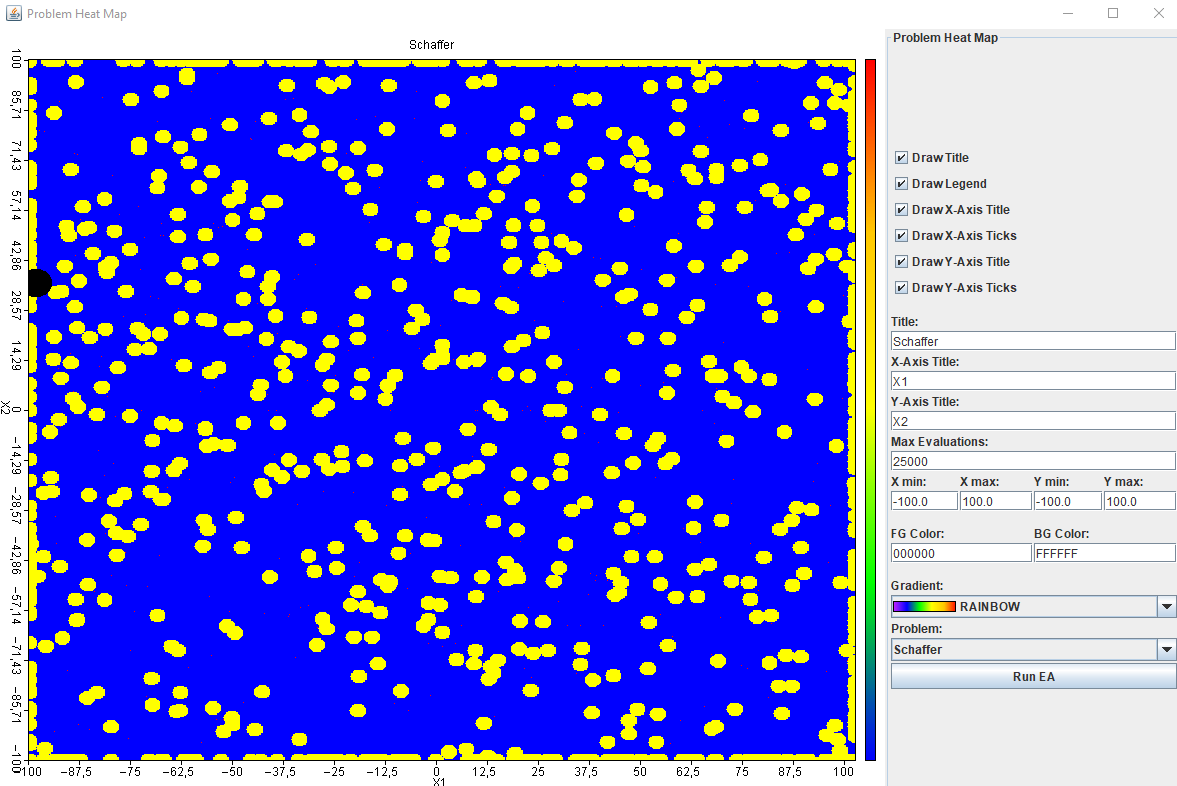 Problem Heat Map
Schaffer
100
85,71
71,43
57,14
42,86
28,57
14,29
0
−14,29
−28,57
−42,86
−57,14
−71,43
−85,71
−100
X2
−100
−87,5
−75
−62,5
−50
−37,5
−25
−12,5
0
12,5
25
37,5
50
62,5
75
87,5
100
X1
Problem Heat Map
Draw Title
Draw Legend
Draw X-Axis Title
Draw X-Axis Ticks
Draw Y-Axis Title
Draw Y-Axis Ticks
Title:
Schaffer
X-Axis Title:
X1
Y-Axis Title:
X2
Max Evaluations:
25000
X min: X max: Y min: Y max:
-100.0 100.0 -100.0 100.0
FG Color: BG Color:
000000 FFFFFF
Gradient:
RAINBOW
Problem:
Schaffer
Run EA